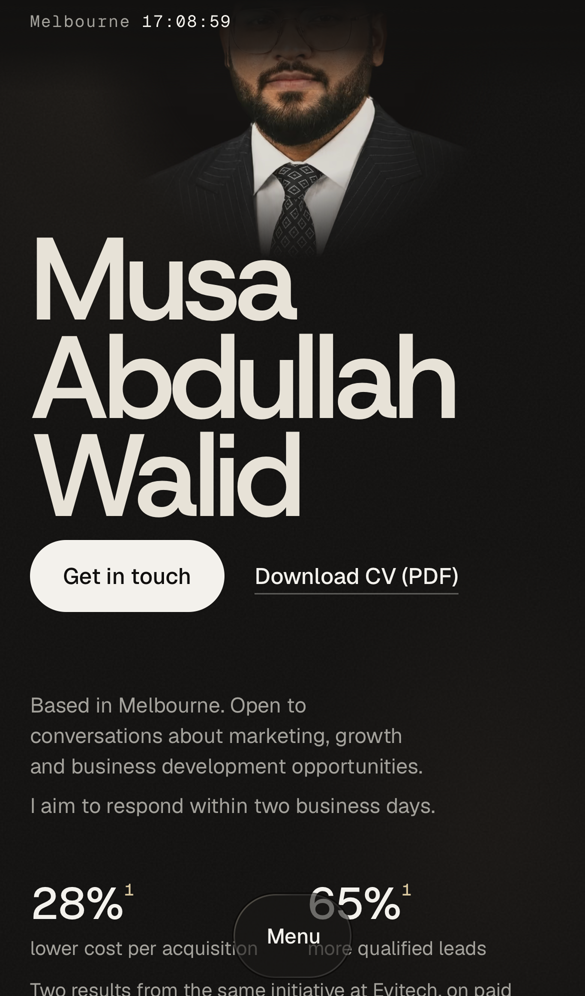 Melbourne 17:08:59
Musa
Abdullah
Walid
Get in touch
Download CV (PDF)
Based in Melbourne. Open to
conversations about marketing, growth
and business development opportunities.
I aim to respond within two business days.
28%1
65%1
lower cost per acquisition
more qualified leads
Menu
Two results from the same initiative at Evitech, on paid